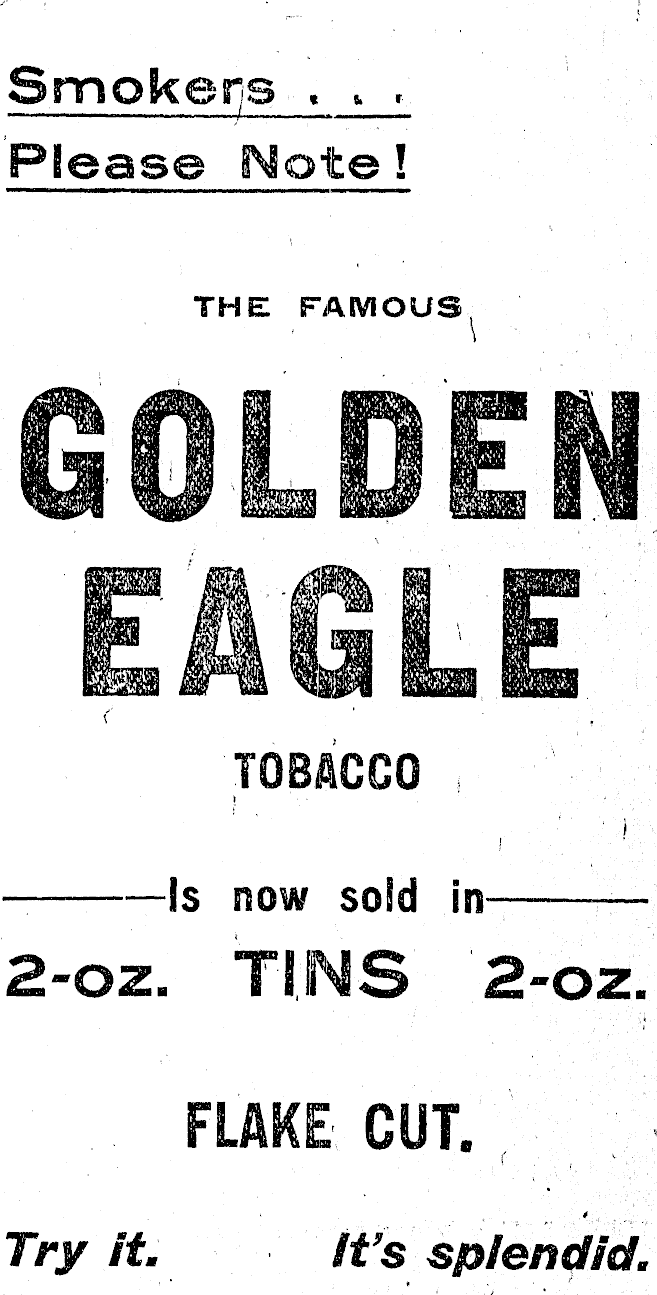 Smokers . . .
Please Note!
THE FAMOUS
GOLDEN
EAGLE
TOBACCO
Is now sold in
2-oz. TINS 2-oz.
FLAKE CUT.
Try it. It's splendid.